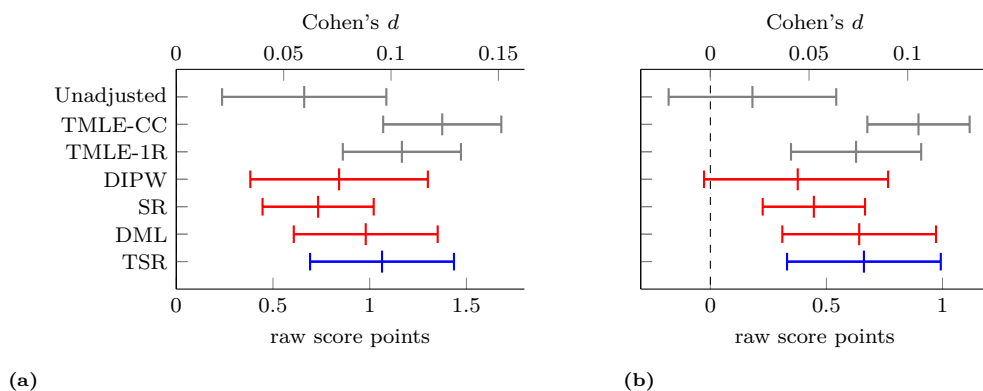 Cohen's d
0 0.05 0.1 0.15
Unadjusted
TMLE-CC
TMLE-1R
DIPW
SR
DML
TSR
0 0.5 1 1.5
raw score points
(a)
Cohen's d
0 0.05 0.1
0 0.5 1
raw score points
(b)